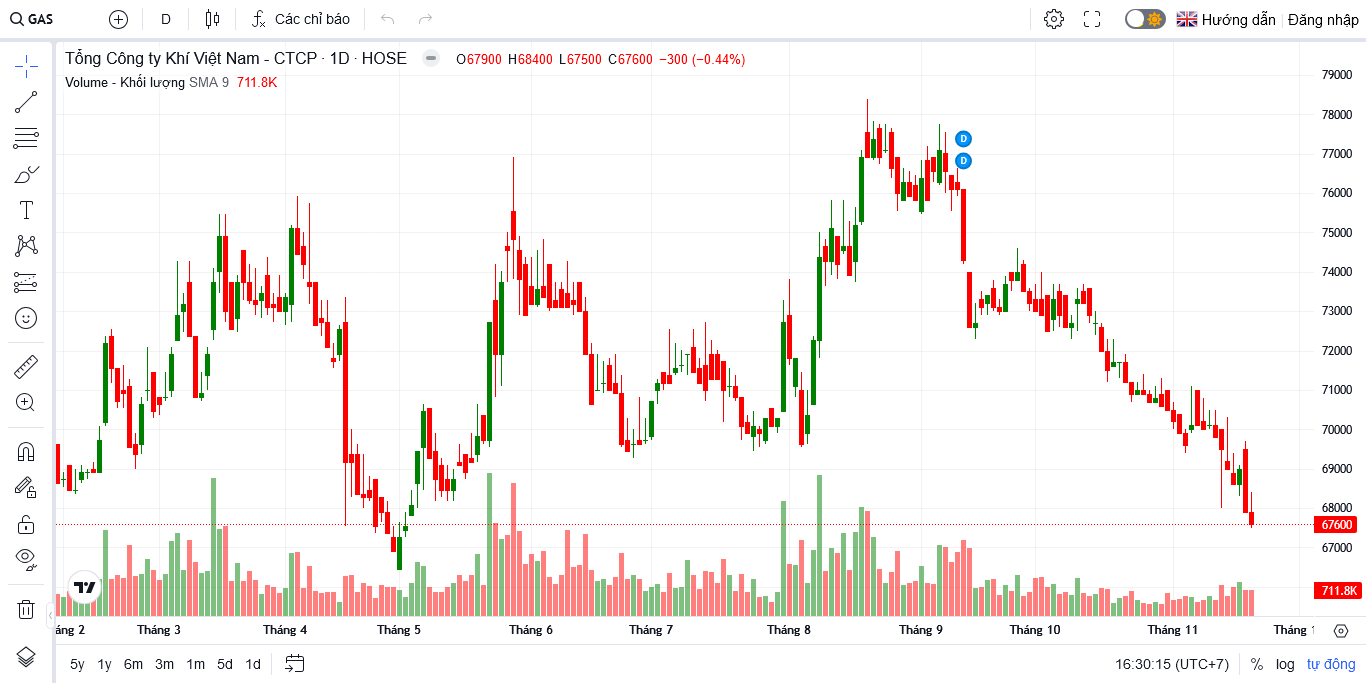 GAS
D
Các chỉ báo
Hướng dẫn
Đăng nhập
Tổng Công ty Khí Việt Nam - CTCP · 1D · HOSE
O67900 H68400 L67500 C67600 −300 (−0.44%)
Volume - Khối lượng SMA 9 711.8K
D
D
79000
78000
77000
76000
75000
74000
73000
72000
71000
70000
69000
68000
67600
67000
711.8K
áng 2 Tháng 3 Tháng 4 Tháng 5 Tháng 6 Tháng 7 Tháng 8 Tháng 9 Tháng 10 Tháng 11 Tháng 1
5y 1y 6m 3m 1m 5d 1d
16:30:15 (UTC+7) % log tự động